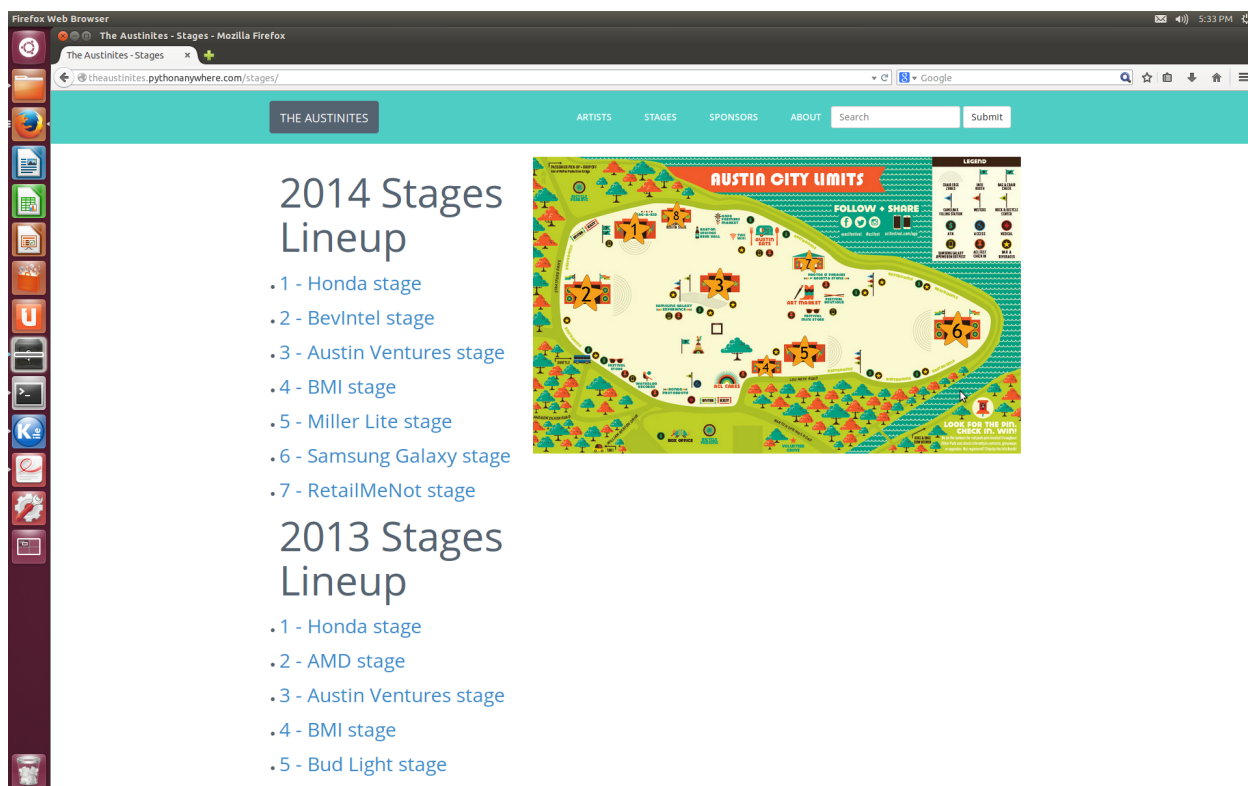 Firefox Web Browser
5:33 PM
The Austinites - Stages - Mozilla Firefox
The Austinites - Stages
theaustinites.pythonanywhere.com/stages/
Google
THE AUSTINITES
ARTISTS
STAGES
SPONSORS
ABOUT
Search
Submit
2014 Stages
Lineup
1 - Honda stage
2 - BevIntel stage
3 - Austin Ventures stage
4 - BMI stage
5 - Miller Lite stage
6 - Samsung Galaxy stage
7 - RetailMeNot stage
2013 Stages
Lineup
1 - Honda stage
2 - AMD stage
3 - Austin Ventures stage
4 - BMI stage
5 - Bud Light stage
AUSTIN CITY LIMITS
LEGEND
FOLLOW + SHARE
8
1
7
2
3
6
5
4
ART MARKET
AUSTIN
EATS
BOX OFFICE
LOOK FOR THE PIN.
CHECK IN. WIN!